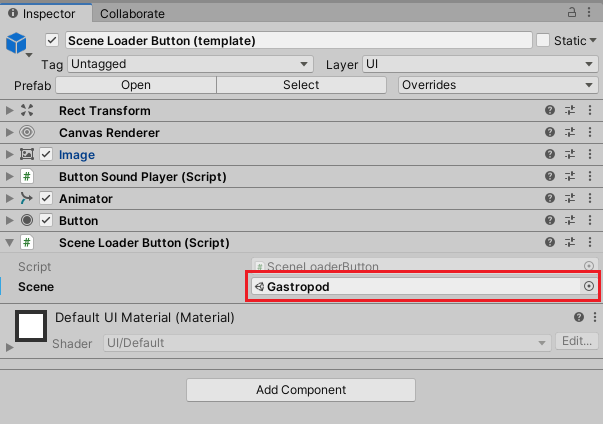 Inspector Collaborate
Scene Loader Button (template) Static
Tag Untagged Layer UI
Prefab Open Select Overrides
Rect Transform
Canvas Renderer
Image
# Button Sound Player (Script)
Animator
Button
# Scene Loader Button (Script)
Script # SceneLoaderButton
Scene Gastropod
Default UI Material (Material)
Shader UI/Default Edit...
Add Component